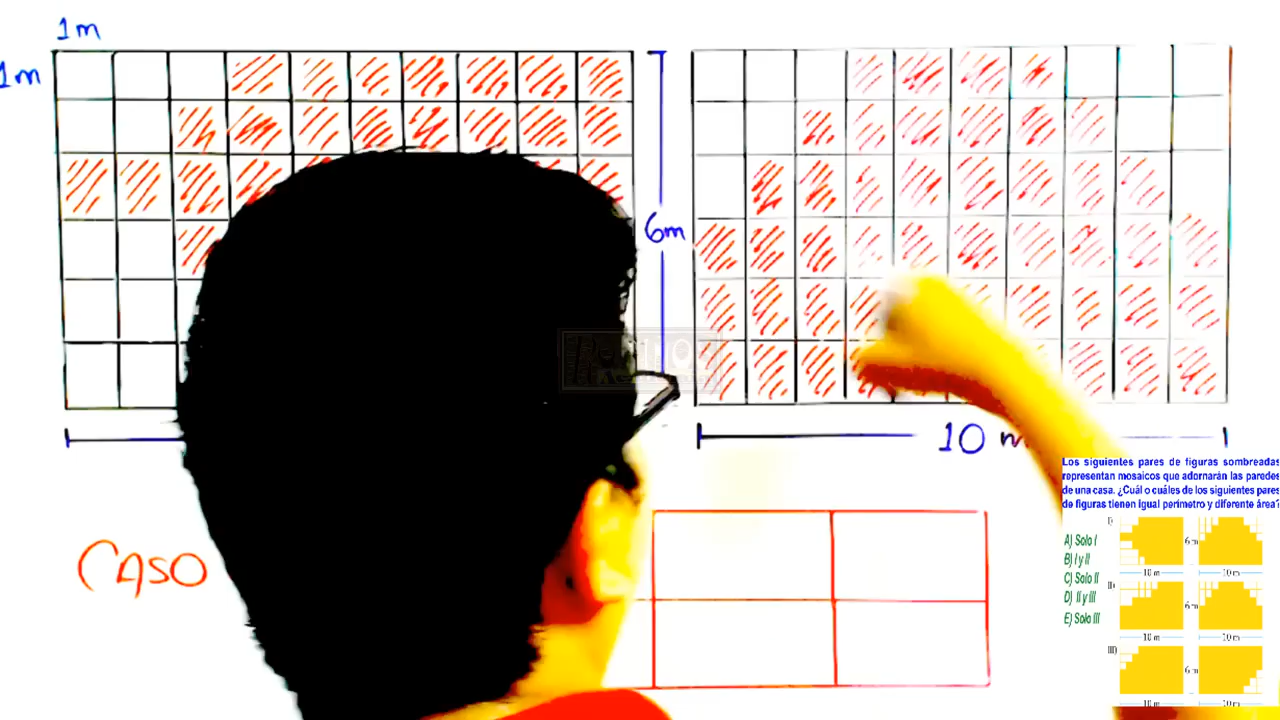 1m
1m
6m
10 m
CASO
Los siguientes pares de figuras sombreadas
representan mosaicos que adornarán las paredes
de una casa. ¿Cuál o cuáles de los siguientes pares
de figuras tienen igual perímetro y diferente área?
I)
A) Solo I
B) I y II
C) Solo II
D) II y III
E) Solo III
6 m
10 m
10 m
II)
6 m
10 m
10 m
III)
6 m
10 m
10 m